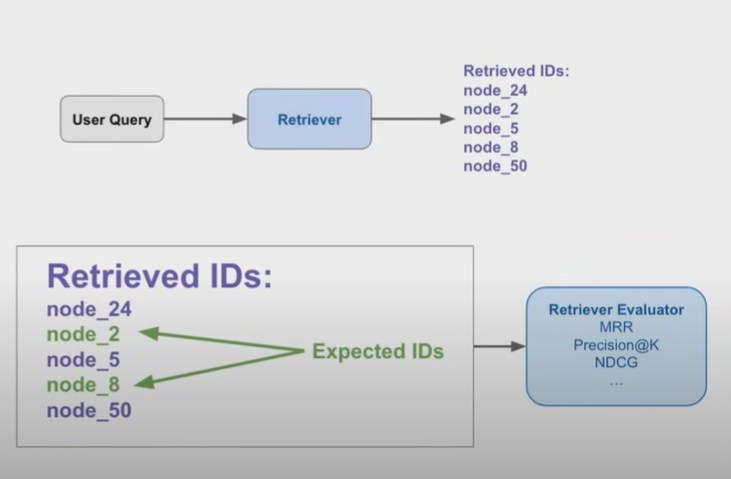 User Query
Retriever
Retrieved IDs:
node_24
node_2
node_5
node_8
node_50
Retrieved IDs:
node_24
node_2
node_5
node_8
node_50
Expected IDs
Retriever Evaluator
MRR
Precision@K
NDCG
...